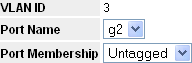 VLAN ID 3
Port Name g2
Port Membership Untagged